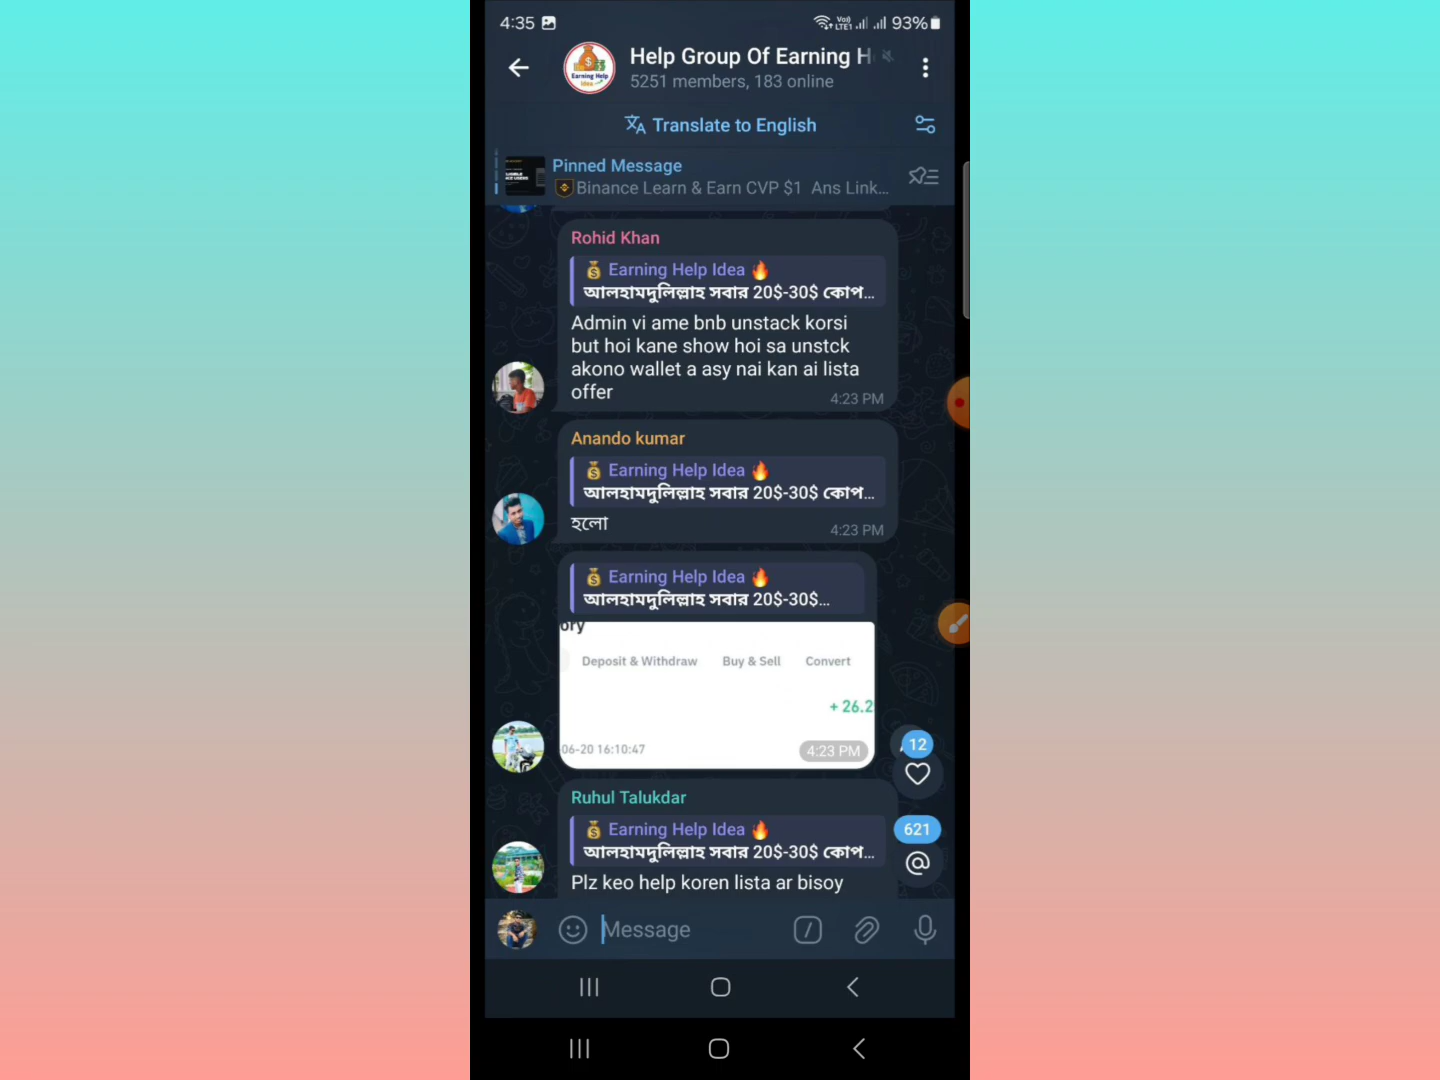 4:35
Vo)) LTE1 93%
Help Group Of Earning H
5251 members, 183 online
Earning Help
Idea
Translate to English
Pinned Message
Binance Learn & Earn CVP $1 Ans Link...
Rohid Khan
Earning Help Idea
আলহামদুলিল্লাহ সবার 20$-30$ কোপ...
Admin vi ame bnb unstack korsi
but hoi kane show hoi sa unstck
akono wallet a asy nai kan ai lista
offer
4:23 PM
Anando kumar
Earning Help Idea
আলহামদুলিল্লাহ সবার 20$-30$ কোপ...
হলো
4:23 PM
Earning Help Idea
আলহামদুলিল্লাহ সবার 20$-30$...
ory
Deposit & Withdraw Buy & Sell Convert
+ 26.2
06-20 16:10:47
4:23 PM
12
Ruhul Talukdar
Earning Help Idea
আলহামদুলিল্লাহ সবার 20$-30$ কোপ...
621
Plz keo help koren lista ar bisoy
Message